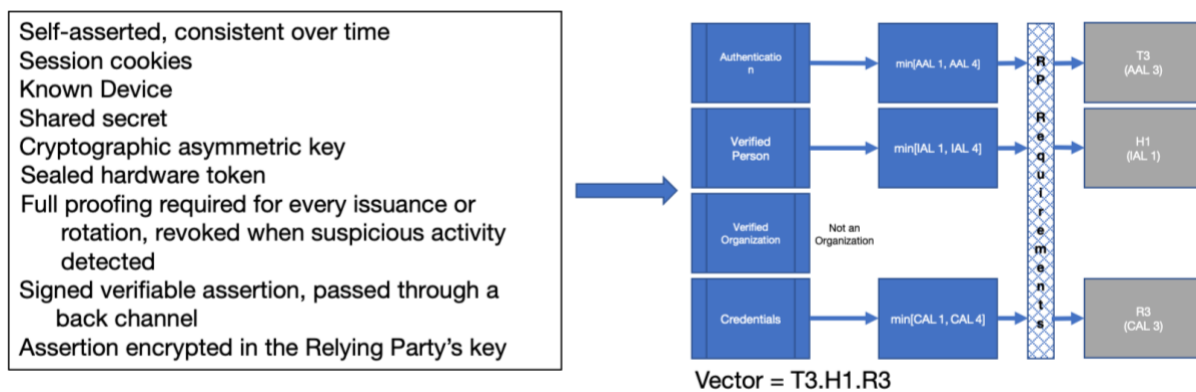 Self-asserted, consistent over time
Session cookies
Known Device
Shared secret
Cryptographic asymmetric key
Sealed hardware token
Full proofing required for every issuance or
rotation, revoked when suspicious activity
detected
Signed verifiable assertion, passed through a
back channel
Assertion encrypted in the Relying Party's key
Authenticatio
n
min[AAL 1, AAL 4]
T3
(AAL 3)
Verified
Person
min[IAL 1, IAL 4]
H1
(IAL 1)
Verified
Organization
Not an
Organization
Credentials
min[CAL 1, CAL 4]
R3
(CAL 3)
RP Requirements
Vector = T3.H1.R3